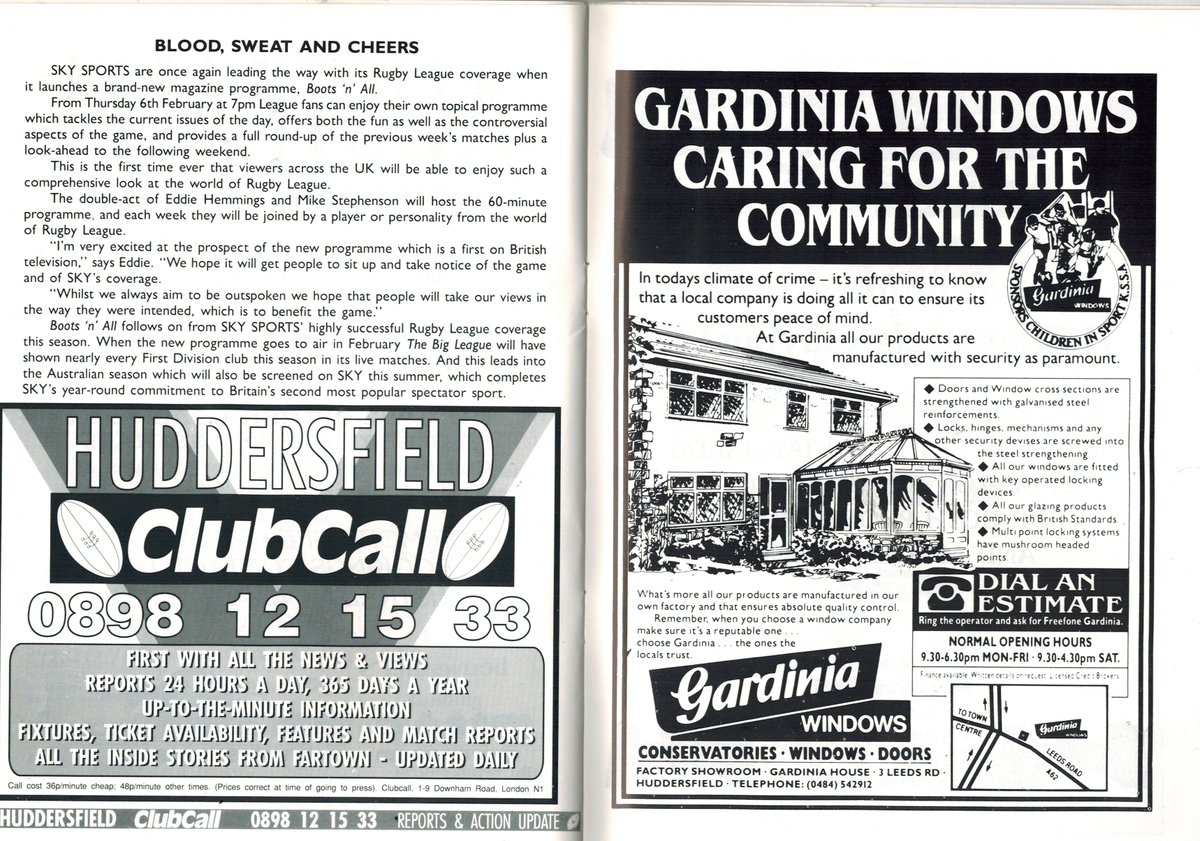 BLOOD, SWEAT AND CHEERS
SKY SPORTS are once again leading the way with its Rugby League coverage when
it launches a brand-new magazine programme, Boots 'n' All.
From Thursday 6th February at 7pm League fans can enjoy their own topical programme
which tackles the current issues of the day, offers both the fun as well as the controversial
aspects of the game, and provides a full round-up of the previous week's matches plus a
look-ahead to the following weekend.
This is the first time ever that viewers across the UK will be able to enjoy such a
comprehensive look at the world of Rugby League.
The double-act of Eddie Hemmings and Mike Stephenson will host the 60-minute
programme, and each week they will be joined by a player or personality from the world
of Rugby League.
"I'm very excited at the prospect of the new programme which is a first on British
television," says Eddie. "We hope it will get people to sit up and take notice of the game
and of SKY's coverage.
"Whilst we always aim to be outspoken we hope that people will take our views in
the way they were intended, which is to benefit the game."
Boots 'n' All follows on from SKY SPORTS' highly successful Rugby League coverage
this season. When the new programme goes to air in February The Big League will have
shown nearly every First Division club this season in its live matches. And this leads into
the Australian season which will also be screened on SKY this summer, which completes
SKY's year-round commitment to Britain's second most popular spectator sport.
HUDDERSFIELD
ClubCall
0898 12 15 33
FIRST WITH ALL THE NEWS & VIEWS
REPORTS 24 HOURS A DAY, 365 DAYS A YEAR
UP-TO-THE-MINUTE INFORMATION
FIXTURES, TICKET AVAILABILITY, FEATURES AND MATCH REPORTS
ALL THE INSIDE STORIES FROM FARTOWN - UPDATED DAILY
Call cost 36p/minute cheap; 48p/minute other times. (Prices correct at time of going to press). Clubcall, 1-9 Downham Road, London N1
HUDDERSFIELD ClubCall 0898 12 15 33 REPORTS & ACTION UPDATE
GARDINIA WINDOWS
CARING FOR THE
COMMUNITY
SPONSORS CHILDREN IN SPORT K.S.S.A
Gardinia
WINDOWS
In todays climate of crime – it's refreshing to know
that a local company is doing all it can to ensure its
customers peace of mind.
At Gardinia all our products are
manufactured with security as paramount.
◆ Doors and Window cross sections are
strengthened with galvanised steel
reinforcements.
◆ Locks, hinges, mechanisms and any
other security devises are screwed into
the steel strengthening
◆ All our windows are fitted
with key operated locking
devices.
◆ All our glazing products
comply with British Standards
◆ Multi point locking systems
have mushroom headed
points.
What's more all our products are manufactured in our
own factory and that ensures absolute quality control.
Remember, when you choose a window company
make sure it's a reputable one . . .
choose Gardinia . . . the ones the
locals trust.
DIAL AN
ESTIMATE
Ring the operator and ask for Freefone Gardinia.
NORMAL OPENING HOURS
9.30-6.30pm MON-FRI · 9.30-4.30pm SAT.
Finance available. Written details on request. Licensed Credit Brokers
Gardinia
WINDOWS
CONSERVATORIES · WINDOWS · DOORS
FACTORY SHOWROOM · GARDINIA HOUSE · 3 LEEDS RD ·
HUDDERSFIELD · TELEPHONE: (0484) 542912
TO TOWN
CENTRE
Gardinia
WINDOWS
LEEDS ROAD
A62